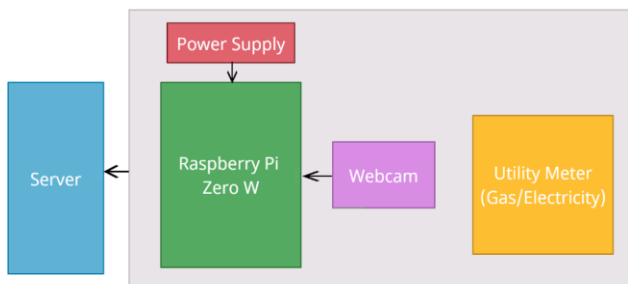 Power Supply
Server
Raspberry Pi
Zero W
Webcam
Utility Meter
(Gas/Electricity)